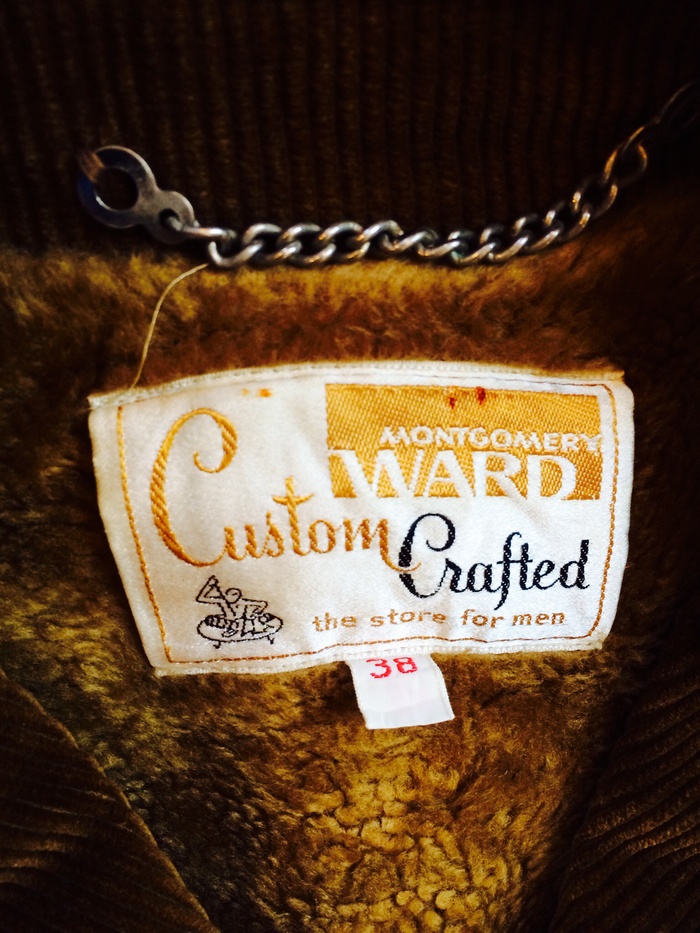 MONTGOMERY
WARD
Custom Crafted
the store for men
38